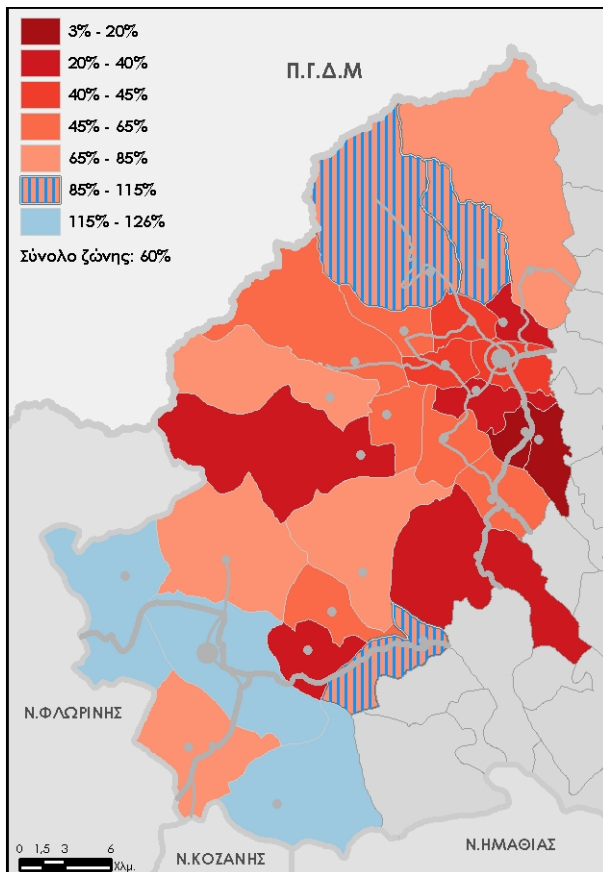 3% - 20%
20% - 40%
40% - 45%
45% - 65%
65% - 85%
85% - 115%
115% - 126%
Σύνολο ζώνης: 60%
Π.Γ.Δ.Μ
Ν.ΦΛΩΡΙΝΗΣ
Ν.ΚΟΖΑΝΗΣ
Ν.ΗΜΑΘΙΑΣ
0 1,5 3 6
Χλμ.